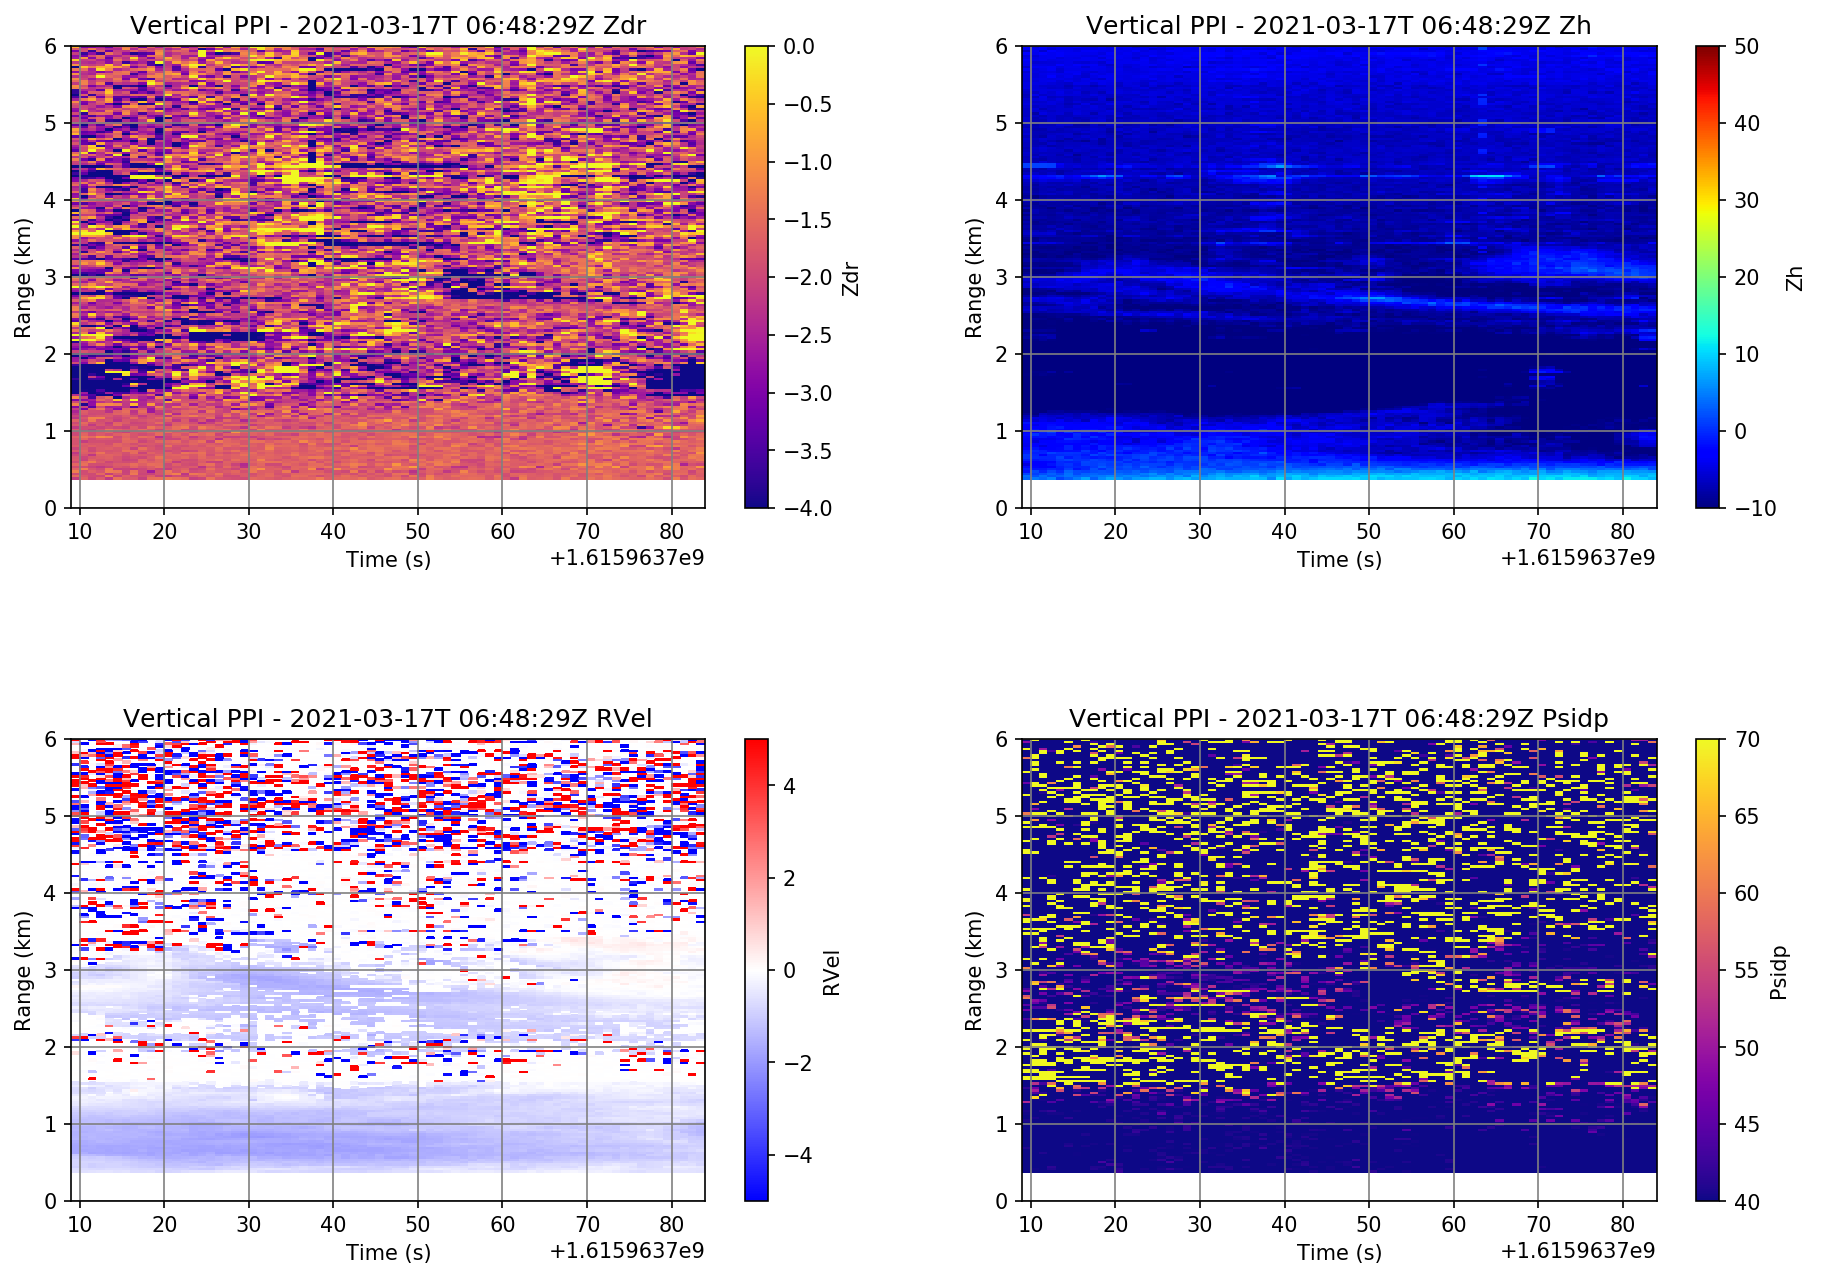 Vertical PPI - 2021-03-17T 06:48:29Z Zdr
6
5
4
3
2
1
0
Range (km)
10 20 30 40 50 60 70 80
Time (s)
+1.6159637e9
0.0
−0.5
−1.0
−1.5
−2.0
−2.5
−3.0
−3.5
−4.0
Zdr
Vertical PPI - 2021-03-17T 06:48:29Z Zh
6
5
4
3
2
1
0
Range (km)
10 20 30 40 50 60 70 80
Time (s)
+1.6159637e9
50
40
30
20
10
0
−10
Zh
Vertical PPI - 2021-03-17T 06:48:29Z RVel
6
5
4
3
2
1
0
Range (km)
10 20 30 40 50 60 70 80
Time (s)
+1.6159637e9
4
2
0
−2
−4
RVel
Vertical PPI - 2021-03-17T 06:48:29Z Psidp
6
5
4
3
2
1
0
Range (km)
10 20 30 40 50 60 70 80
Time (s)
+1.6159637e9
70
65
60
55
50
45
40
Psidp